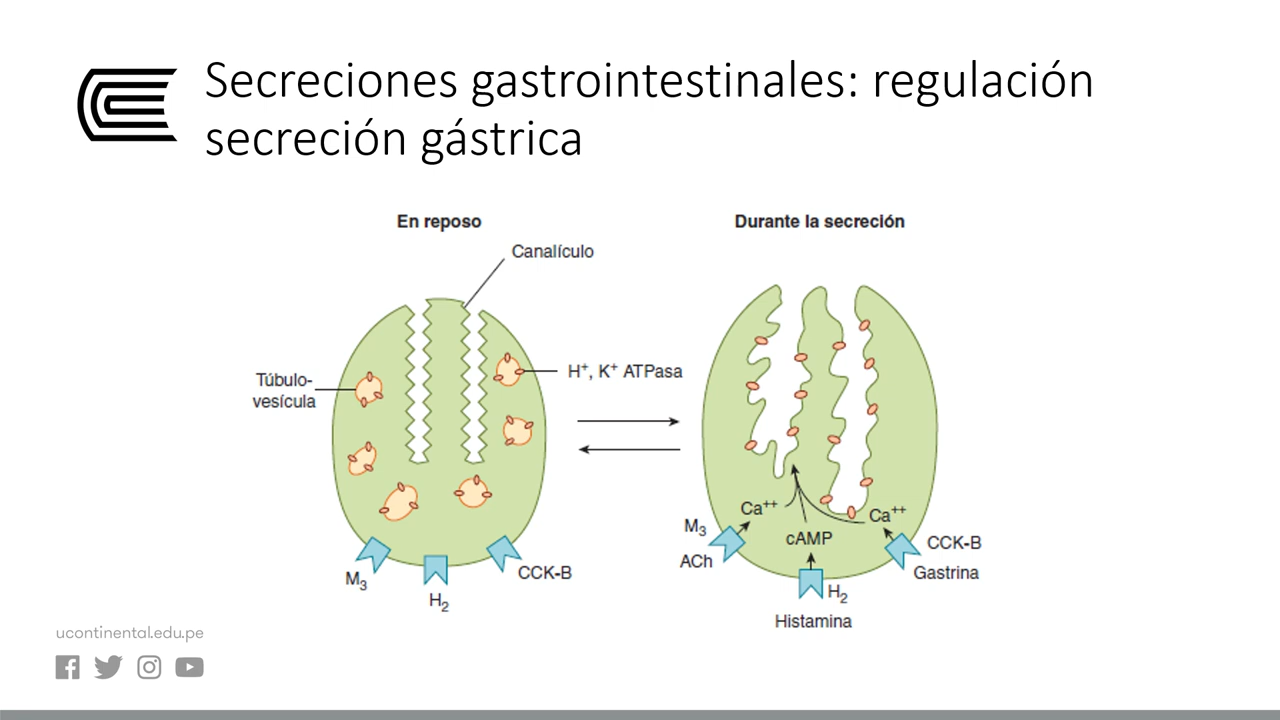 Secreciones gastrointestinales: regulación
secreción gástrica
En reposo
Canalículo
Túbulo-
vesícula
H⁺, K⁺ ATPasa
M₃
H₂
CCK-B
Durante la secreción
Ca⁺⁺
Ca⁺⁺
M₃
ACh
cAMP
CCK-B
Gastrina
H₂
Histamina
ucontinental.edu.pe